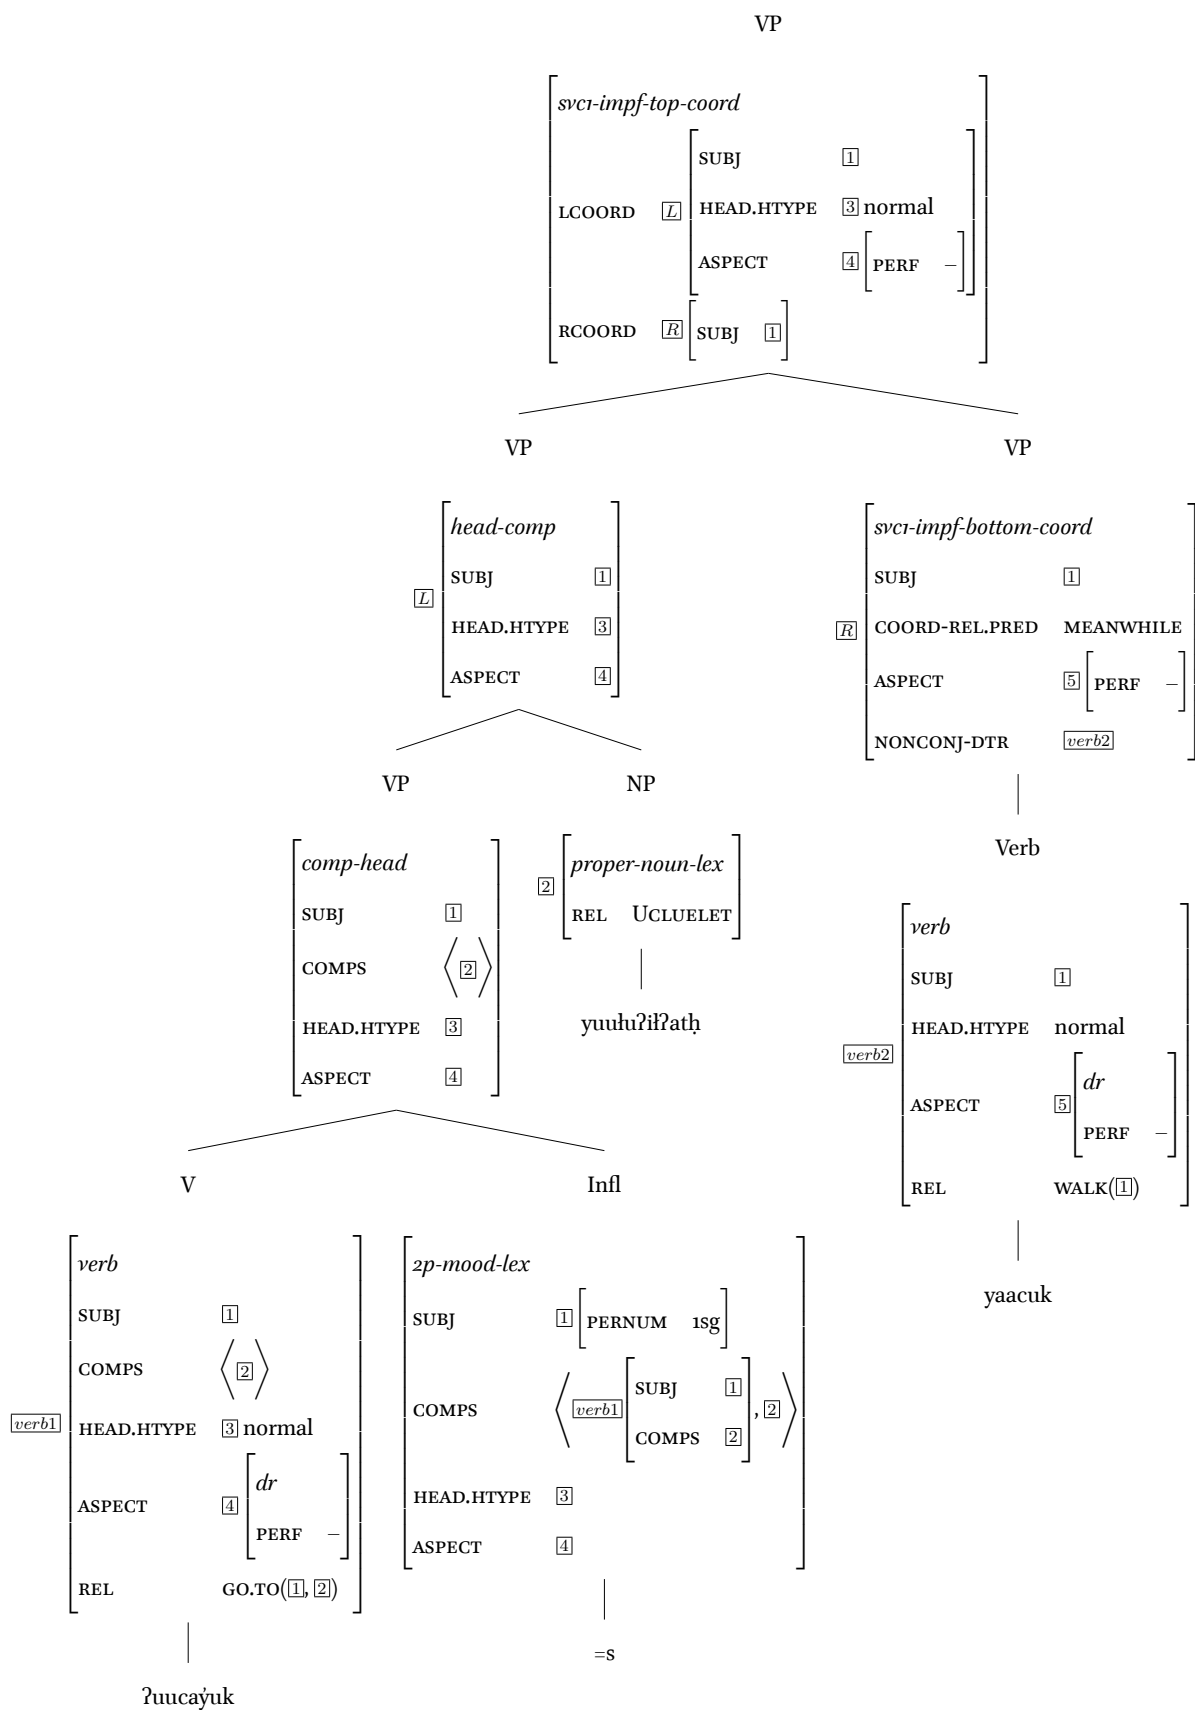 VP
svc1-impf-top-coord
LCOORD L SUBJ 1
HEAD.HTYPE 3 normal
ASPECT 4 PERF –
RCOORD R SUBJ 1
VP
L head-comp
SUBJ 1
HEAD.HTYPE 3
ASPECT 4
VP
R svc1-impf-bottom-coord
SUBJ 1
COORD-REL.PRED MEANWHILE
ASPECT 5 PERF –
NONCONJ-DTR verb2
VP
comp-head
SUBJ 1
COMPS ⟨ 2 ⟩
HEAD.HTYPE 3
ASPECT 4
NP
2 proper-noun-lex
REL UCLUELET
yuułuʔiłʔatḥ
Verb
verb2 verb
SUBJ 1
HEAD.HTYPE normal
ASPECT 5 dr
PERF –
REL WALK(1)
yaacuk
V
verb1 verb
SUBJ 1
COMPS ⟨ 2 ⟩
HEAD.HTYPE 3 normal
ASPECT 4 dr
PERF –
REL GO.TO(1, 2)
ʔuucay̓uk
Infl
2p-mood-lex
SUBJ 1 PERNUM 1sg
COMPS ⟨ verb1 SUBJ 1
COMPS 2 , 2 ⟩
HEAD.HTYPE 3
ASPECT 4
=s